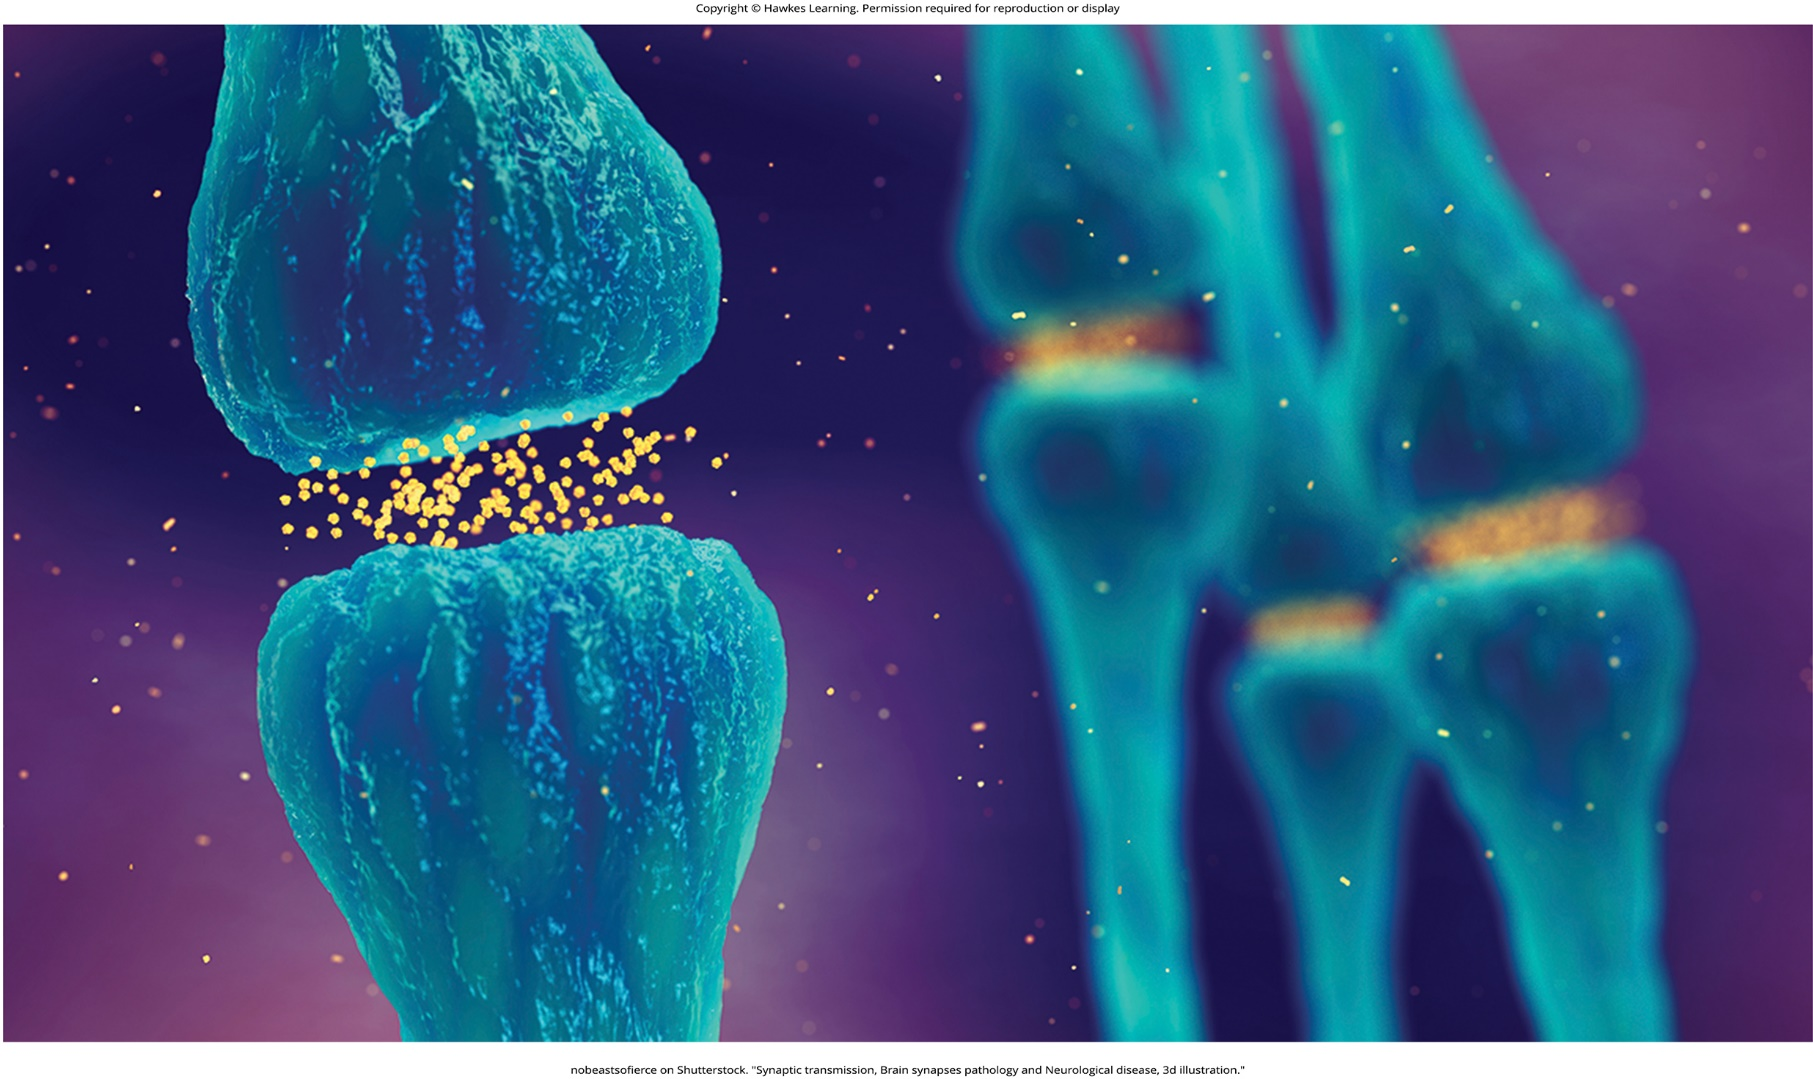 Copyright © Hawkes Learning. Permission required for reproduction or display
nobeastsofierce on Shutterstock. "Synaptic transmission, Brain synapses pathology and Neurological disease, 3d illustration."